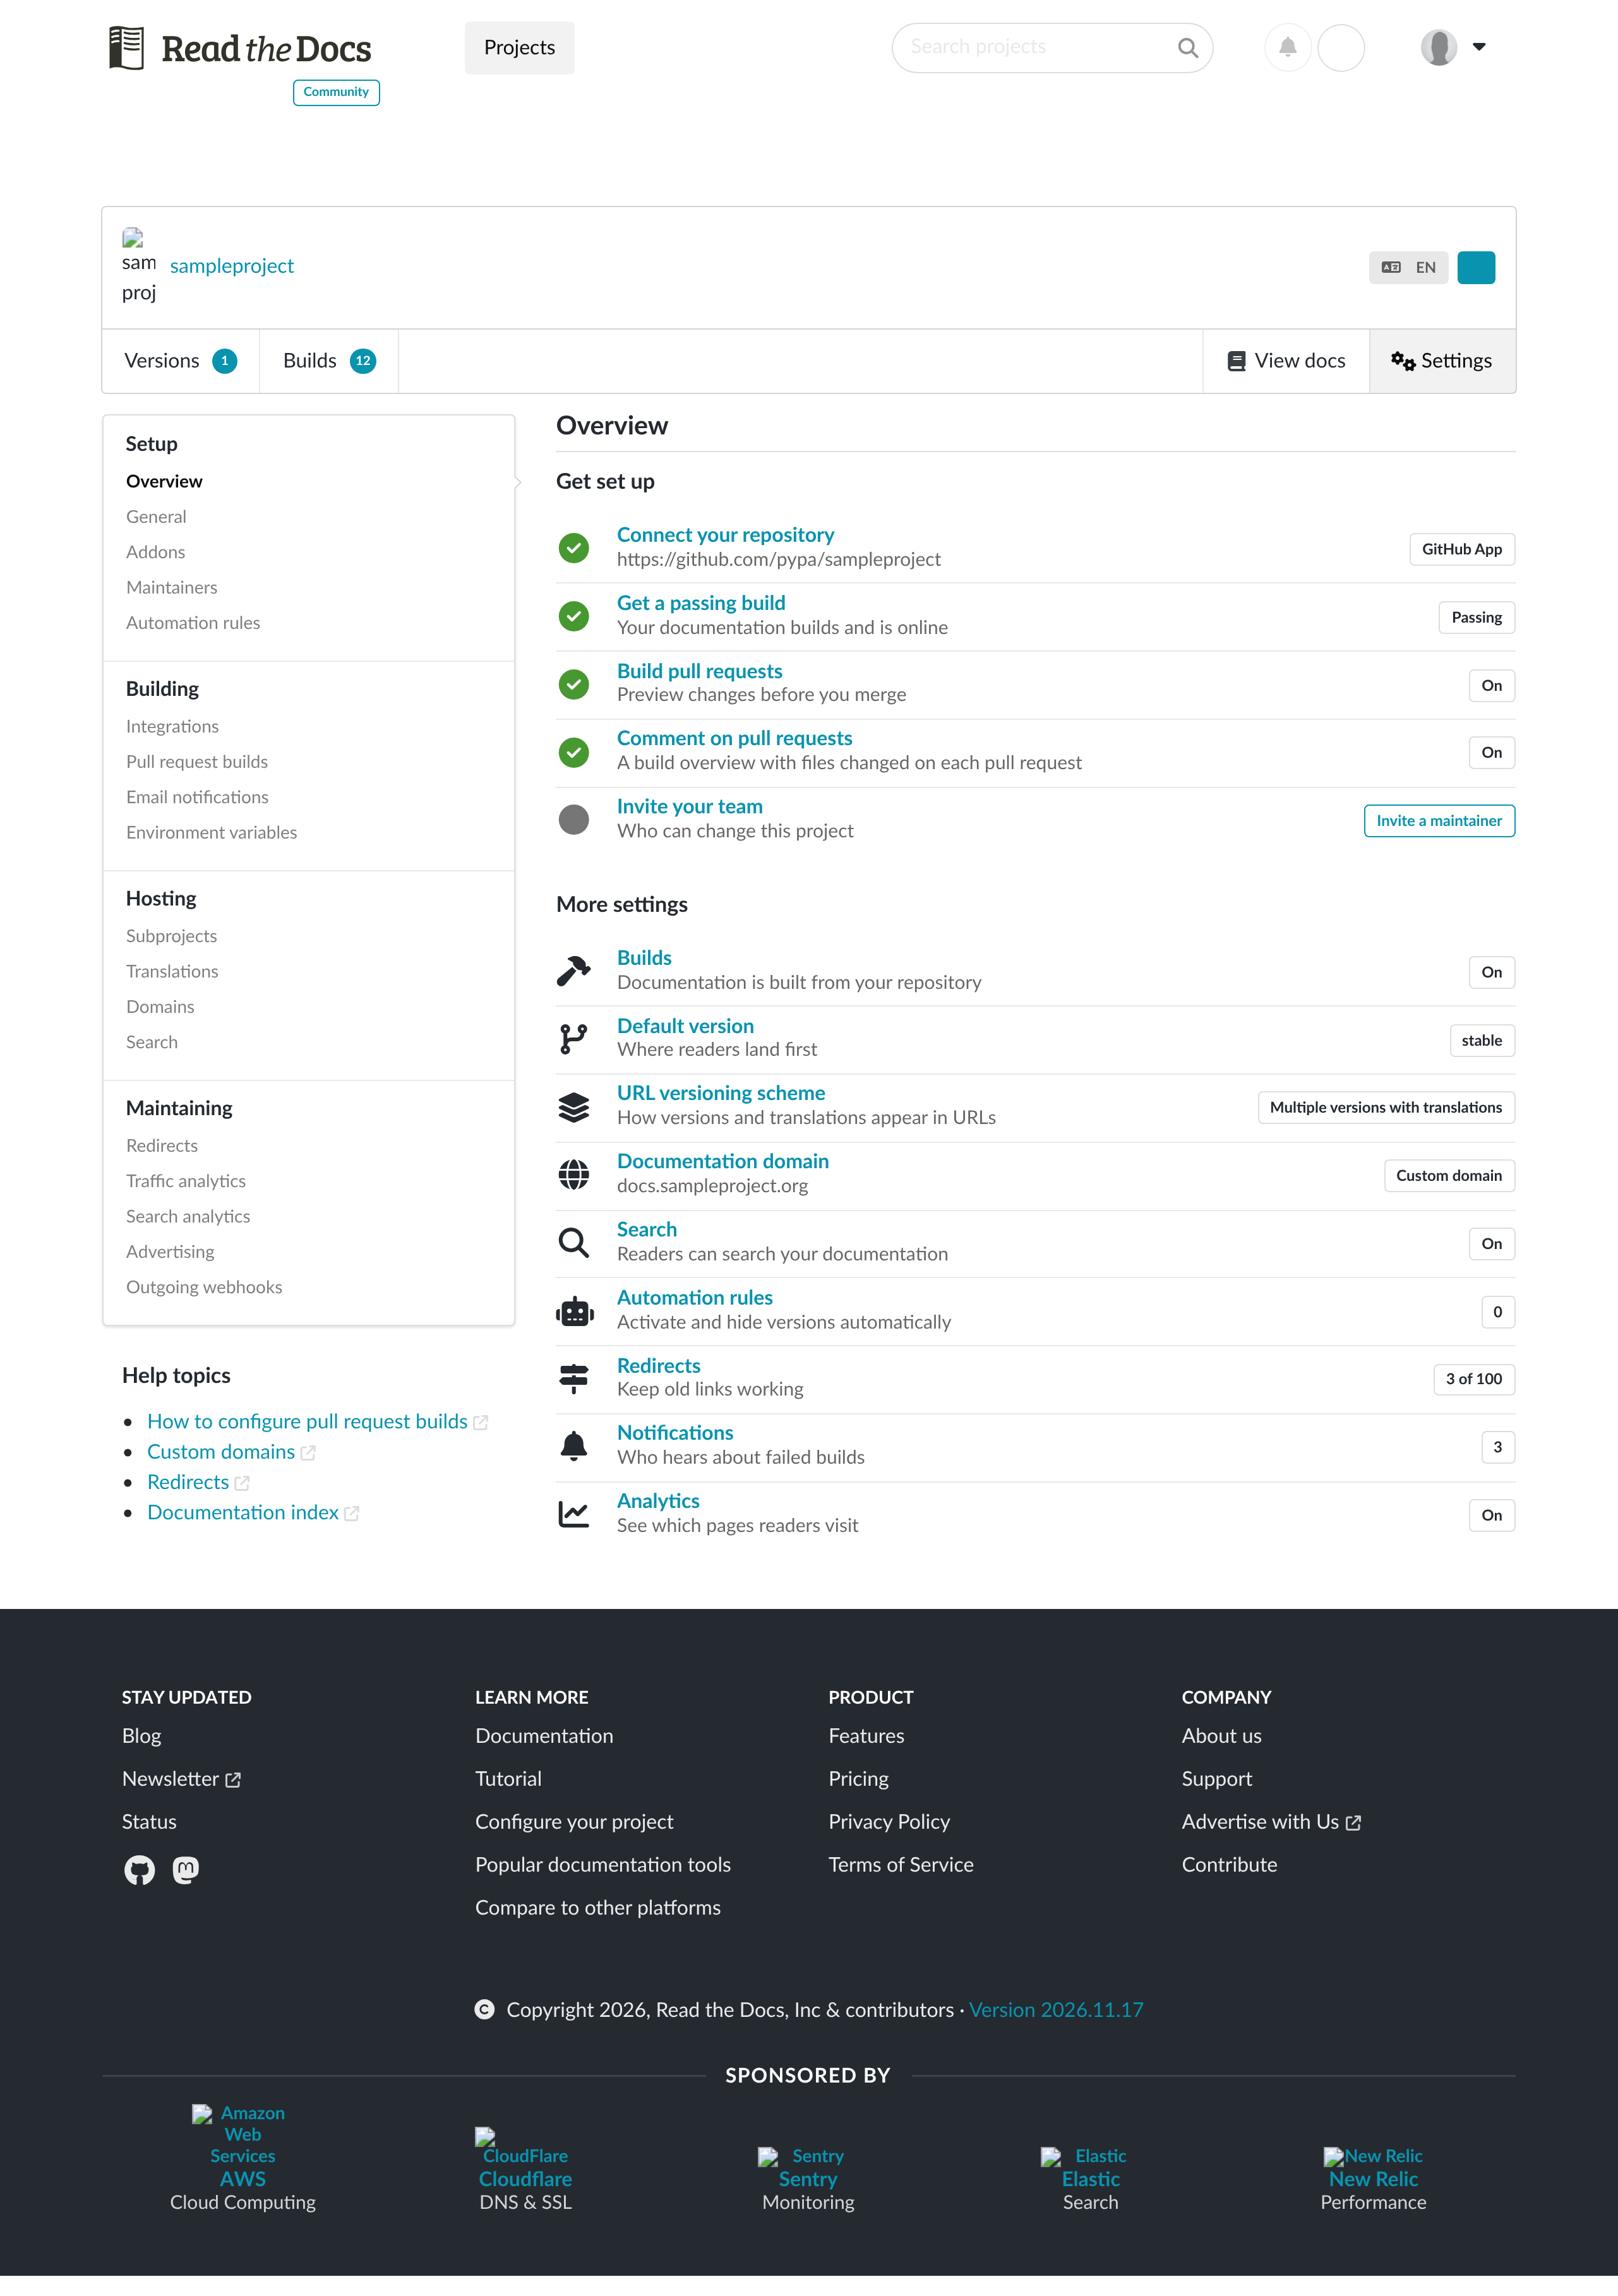 Read the Docs
Community
Projects
Search projects
sam
proj
sampleproject
EN
Versions 1
Builds 12
View docs
Settings
Setup
Overview
General
Addons
Maintainers
Automation rules
Building
Integrations
Pull request builds
Email notifications
Environment variables
Hosting
Subprojects
Translations
Domains
Search
Maintaining
Redirects
Traffic analytics
Search analytics
Advertising
Outgoing webhooks
Help topics
How to configure pull request builds
Custom domains
Redirects
Documentation index
Overview
Get set up
Connect your repository
https://github.com/pypa/sampleproject
GitHub App
Get a passing build
Your documentation builds and is online
Passing
Build pull requests
Preview changes before you merge
On
Comment on pull requests
A build overview with files changed on each pull request
On
Invite your team
Who can change this project
Invite a maintainer
More settings
Builds
Documentation is built from your repository
On
Default version
Where readers land first
stable
URL versioning scheme
How versions and translations appear in URLs
Multiple versions with translations
Documentation domain
docs.sampleproject.org
Custom domain
Search
Readers can search your documentation
On
Automation rules
Activate and hide versions automatically
0
Redirects
Keep old links working
3 of 100
Notifications
Who hears about failed builds
3
Analytics
See which pages readers visit
On
STAY UPDATED
Blog
Newsletter
Status
LEARN MORE
Documentation
Tutorial
Configure your project
Popular documentation tools
Compare to other platforms
PRODUCT
Features
Pricing
Privacy Policy
Terms of Service
COMPANY
About us
Support
Advertise with Us
Contribute
Copyright 2026, Read the Docs, Inc & contributors · Version 2026.11.17
SPONSORED BY
Amazon
Web
Services
AWS
Cloud Computing
CloudFlare
Cloudflare
DNS & SSL
Sentry
Sentry
Monitoring
Elastic
Elastic
Search
New Relic
New Relic
Performance